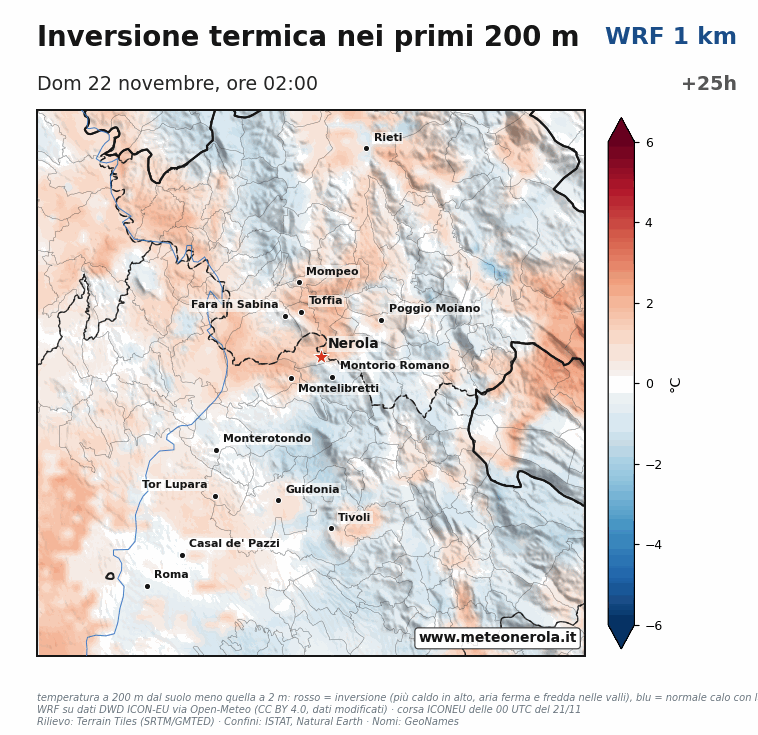 Inversione termica nei primi 200 m
WRF 1 km
Dom 22 novembre, ore 02:00
+25h
Rieti
Mompeo
Fara in Sabina
Toffia
Poggio Moiano
Nerola
Montorio Romano
Montelibretti
Monterotondo
Tor Lupara
Guidonia
Tivoli
Casal de' Pazzi
Roma
www.meteonerola.it
6
4
2
0
−2
−4
−6
°C
temperatura a 200 m dal suolo meno quella a 2 m: rosso = inversione (più caldo in alto, aria ferma e fredda nelle valli), blu = normale calo con
WRF su dati DWD ICON-EU via Open-Meteo (CC BY 4.0, dati modificati) · corsa ICONEU delle 00 UTC del 21/11
Rilievo: Terrain Tiles (SRTM/GMTED) · Confini: ISTAT, Natural Earth · Nomi: GeoNames